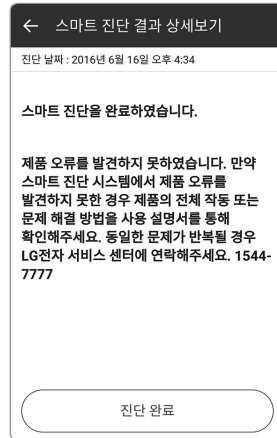 ← 스마트 진단 결과 상세보기
진단 날짜 : 2016년 6월 16일 오후 4:34
스마트 진단을 완료하였습니다.
제품 오류를 발견하지 못하였습니다. 만약
스마트 진단 시스템에서 제품 오류를
발견하지 못한 경우 제품의 전체 작동 또는
문제 해결 방법을 사용 설명서를 통해
확인해주세요. 동일한 문제가 반복될 경우
LG전자 서비스 센터에 연락해주세요. 1544-
7777
진단 완료